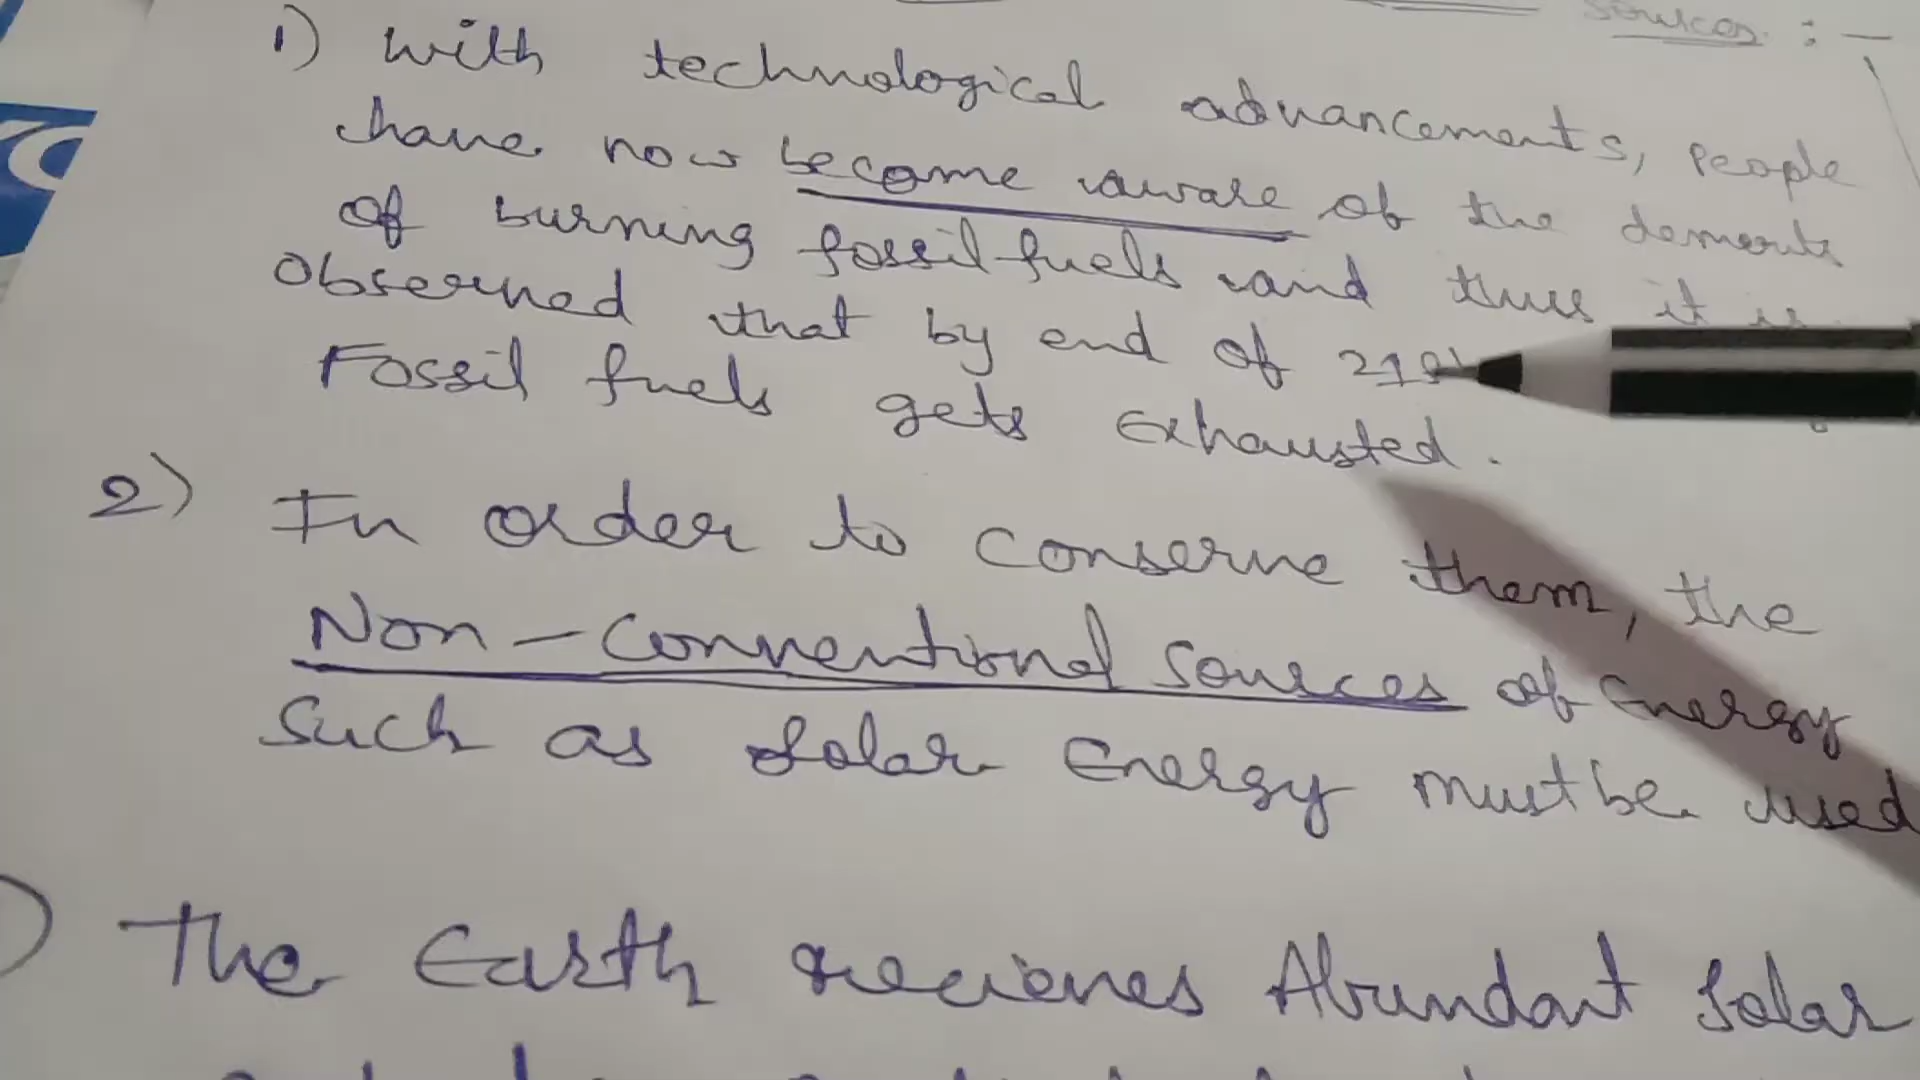 Sources : —
1) with technological advancements, people
have now become aware of the demerits
of burning fossil fuels and thus it is
Observed that by end of 21st
Fossil fuels gets Exhausted.
2) In order to conserve them, the
Non-Conventional Sources of Energy
Such as Solar Energy must be used
The Earth recieves Abundant Solar